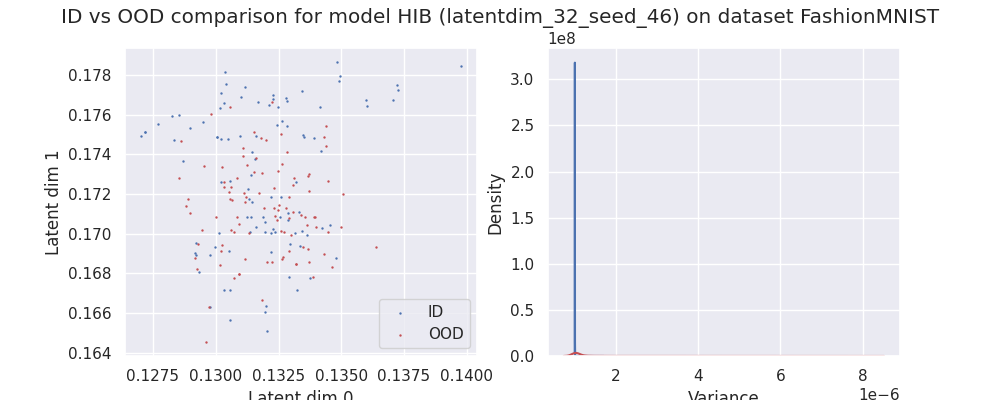 ID vs OOD comparison for model HIB (latentdim_32_seed_46) on dataset FashionMNIST
0.178
0.176
0.174
0.172
0.170
0.168
0.166
0.164
Latent dim 1
0.1275 0.1300 0.1325 0.1350 0.1375 0.1400
Latent dim 0
ID
OOD
1e8
3.0
2.5
2.0
1.5
1.0
0.5
0.0
Density
2 4 6 8
1e−6
Variance